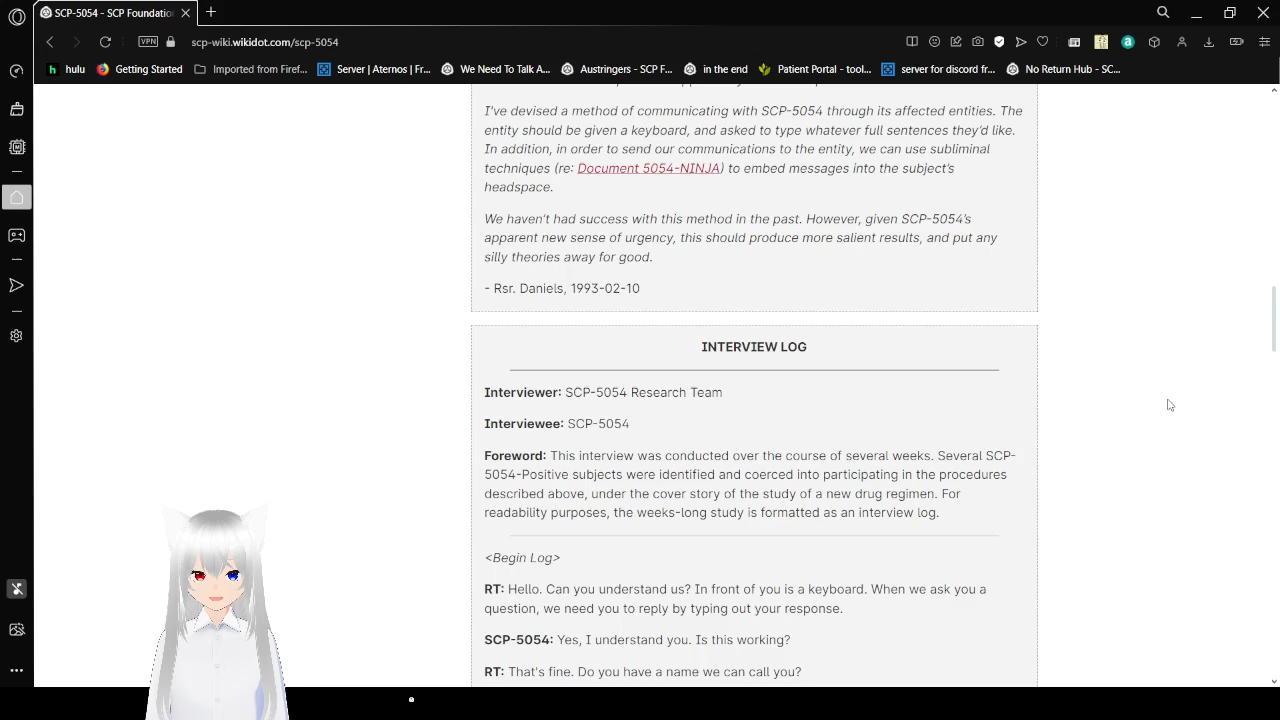 SCP-5054 - SCP Foundatio
scp-wiki.wikidot.com/scp-5054
VPN
hulu
Getting Started
Imported from Firef...
Server | Aternos | Fr...
We Need To Talk A...
Austringers - SCP F...
in the end
Patient Portal - tool...
server for discord fr...
No Return Hub - SC...
I've devised a method of communicating with SCP-5054 through its affected entities. The
entity should be given a keyboard, and asked to type whatever full sentences they'd like.
In addition, in order to send our communications to the entity, we can use subliminal
techniques (re: Document 5054-NINJA) to embed messages into the subject's
headspace.
We haven't had success with this method in the past. However, given SCP-5054's
apparent new sense of urgency, this should produce more salient results, and put any
silly theories away for good.
- Rsr. Daniels, 1993-02-10
INTERVIEW LOG
Interviewer: SCP-5054 Research Team
Interviewee: SCP-5054
Foreword: This interview was conducted over the course of several weeks. Several SCP-
5054-Positive subjects were identified and coerced into participating in the procedures
described above, under the cover story of the study of a new drug regimen. For
readability purposes, the weeks-long study is formatted as an interview log.
<Begin Log>
RT: Hello. Can you understand us? In front of you is a keyboard. When we ask you a
question, we need you to reply by typing out your response.
SCP-5054: Yes, I understand you. Is this working?
RT: That's fine. Do you have a name we can call you?